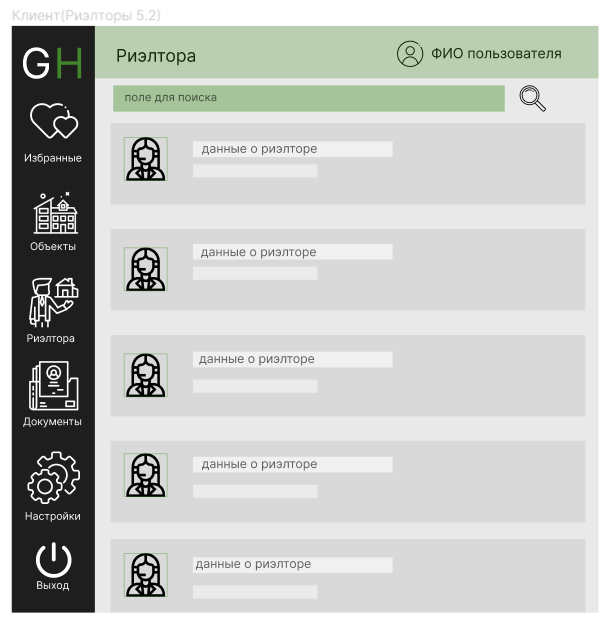 Клиент(Риэлторы 5.2)
GH
Риэлтора
ФИО пользователя
поле для поиска
Избранные
Объекты
Риэлтора
Документы
Настройки
Выход
данные о риэлторе
данные о риэлторе
данные о риэлторе
данные о риэлторе
данные о риэлторе